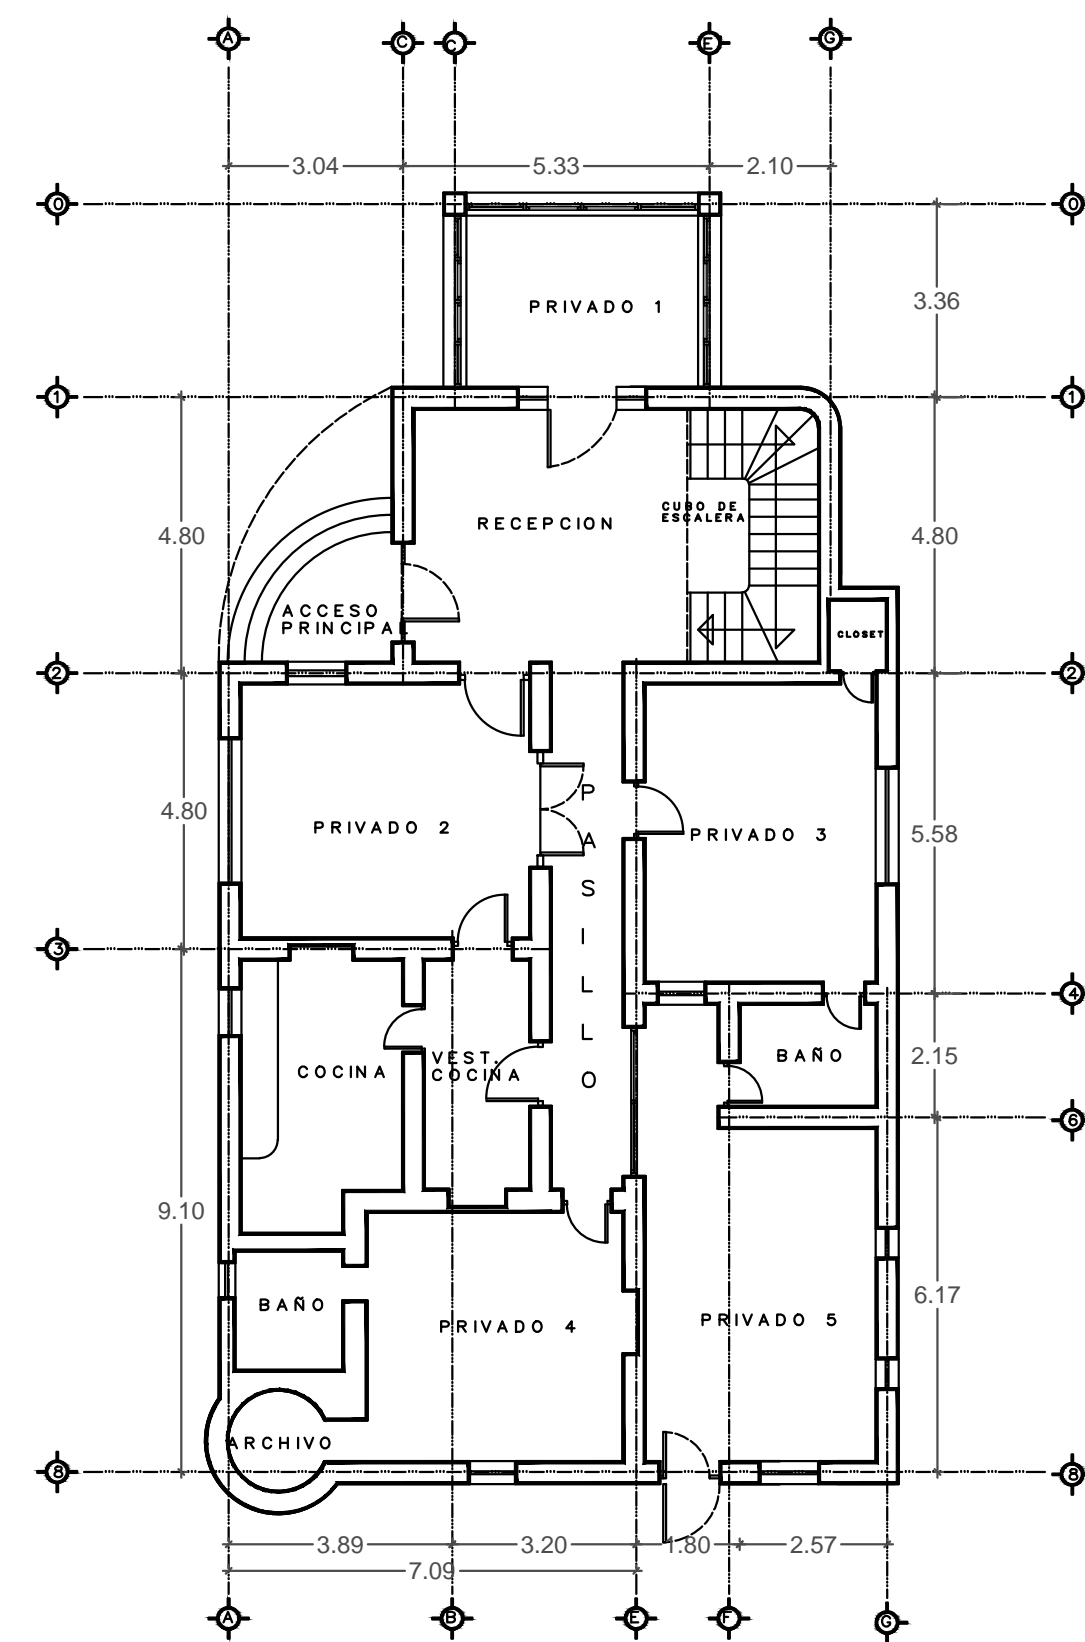 A C C E G
3.04 5.33 2.10
0 0
PRIVADO 1
3.36
1 1
4.80 RECEPCION CUBO DE 4.80
ESCALERA
ACCESO
PRINCIPAL
CLOSET
2 2
4.80 PRIVADO 2 PRIVADO 3 5.58
PASILLO
3
4
COCINA
VEST.
COCINA
BAÑO 2.15
6
9.10
BAÑO
PRIVADO 4 PRIVADO 5 6.17
ARCHIVO
8 8
3.89 3.20 1.80 2.57
7.09
A B E F G